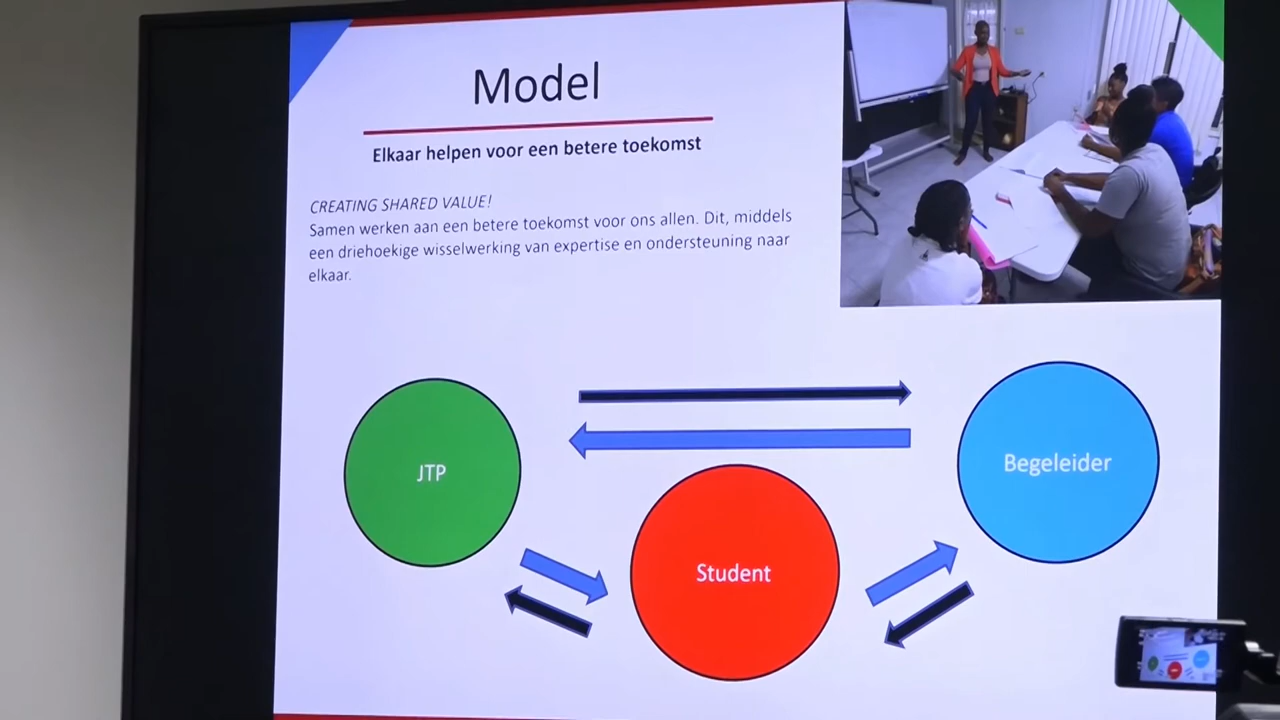 Model
Elkaar helpen voor een betere toekomst
CREATING SHARED VALUE!
Samen werken aan een betere toekomst voor ons allen. Dit, middels
een driehoekige wisselwerking van expertise en ondersteuning naar
elkaar.
JTP
Student
Begeleider